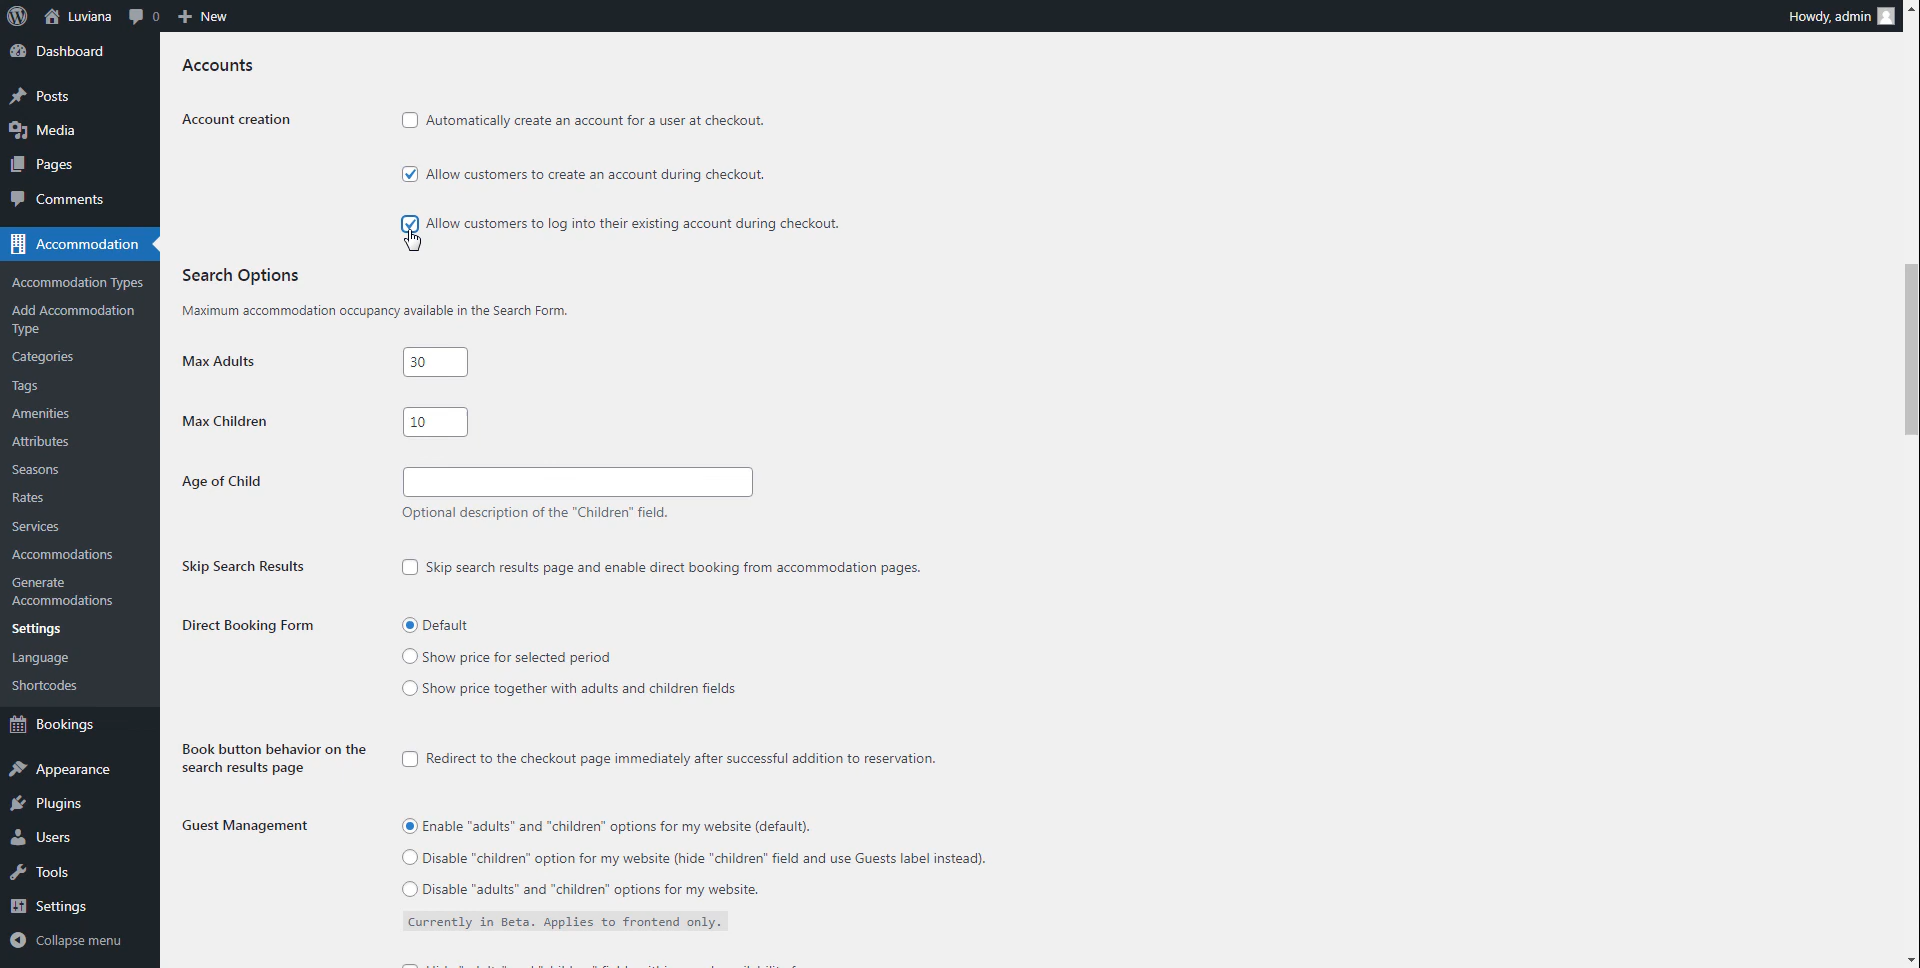 Luviana
0
New
Howdy, admin
Dashboard
Posts
Media
Pages
Comments
Accommodation
Accommodation Types
Add Accommodation
Type
Categories
Tags
Amenities
Attributes
Seasons
Rates
Services
Accommodations
Generate
Accommodations
Settings
Language
Shortcodes
Bookings
Appearance
Plugins
Users
Tools
Settings
Collapse menu
Accounts
Account creation
Automatically create an account for a user at checkout.
Allow customers to create an account during checkout.
Allow customers to log into their existing account during checkout.
Search Options
Maximum accommodation occupancy available in the Search Form.
Max Adults
30
Max Children
10
Age of Child
Optional description of the "Children" field.
Skip Search Results
Skip search results page and enable direct booking from accommodation pages.
Direct Booking Form
Default
Show price for selected period
Show price together with adults and children fields
Book button behavior on the
search results page
Redirect to the checkout page immediately after successful addition to reservation.
Guest Management
Enable "adults" and "children" options for my website (default).
Disable "children" option for my website (hide "children" field and use Guests label instead).
Disable "adults" and "children" options for my website.
Currently in Beta. Applies to frontend only.